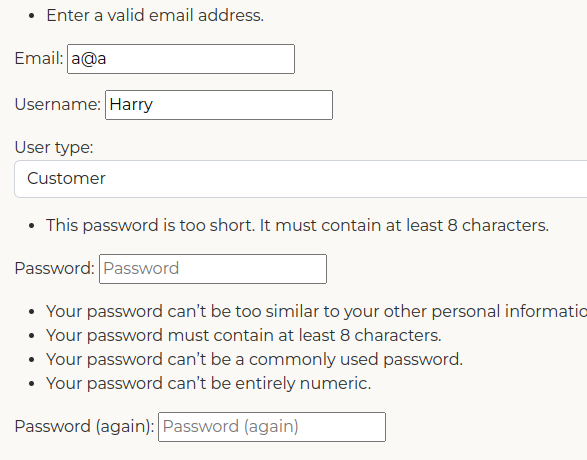 • Enter a valid email address.
Email: a@a
Username: Harry
User type:
Customer
• This password is too short. It must contain at least 8 characters.
Password: Password
• Your password can’t be too similar to your other personal
• Your password must contain at least 8 characters.
• Your password can’t be a commonly used password.
• Your password can’t be entirely numeric.
Password (again): Password (again)